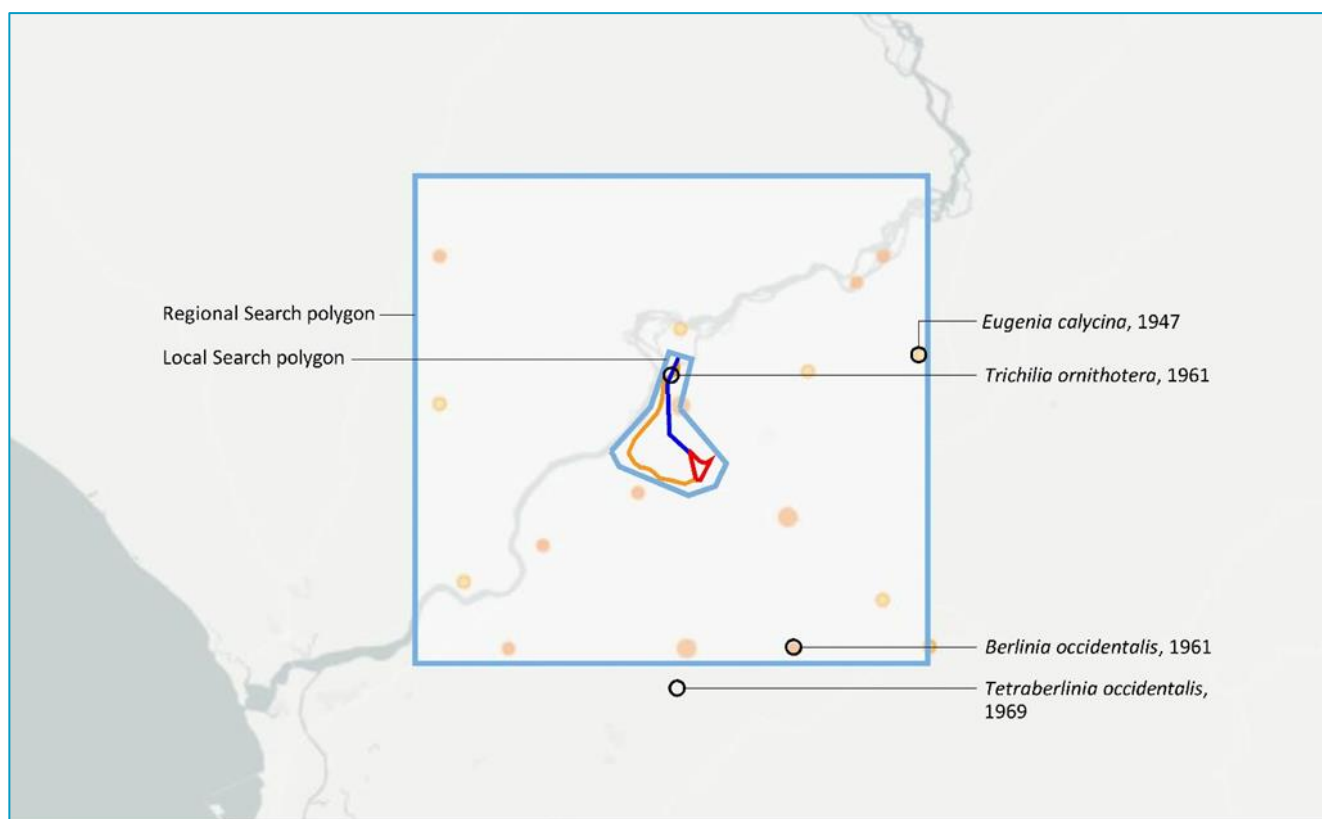 Regional Search polygon
Local Search polygon
Eugenia calycina, 1947
Trichilia ornithotera, 1961
Berlinia occidentalis, 1961
Tetraberlinia occidentalis,
1969